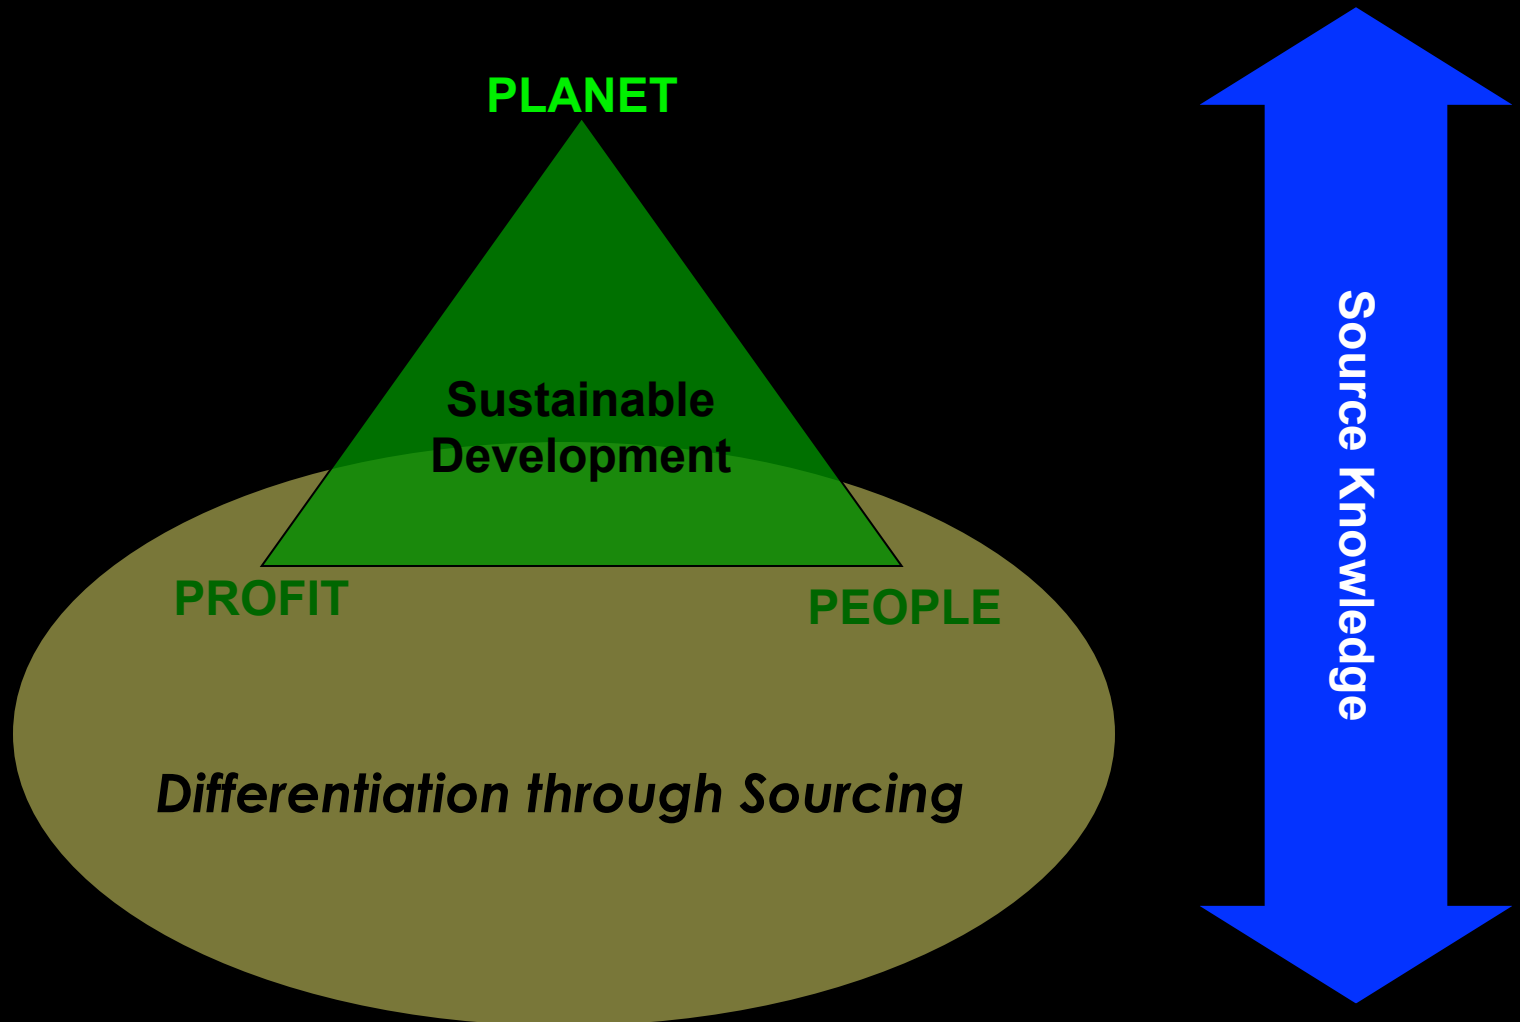 PLANET
Sustainable
Development
PROFIT
PEOPLE
Differentiation through Sourcing
Source Knowledge